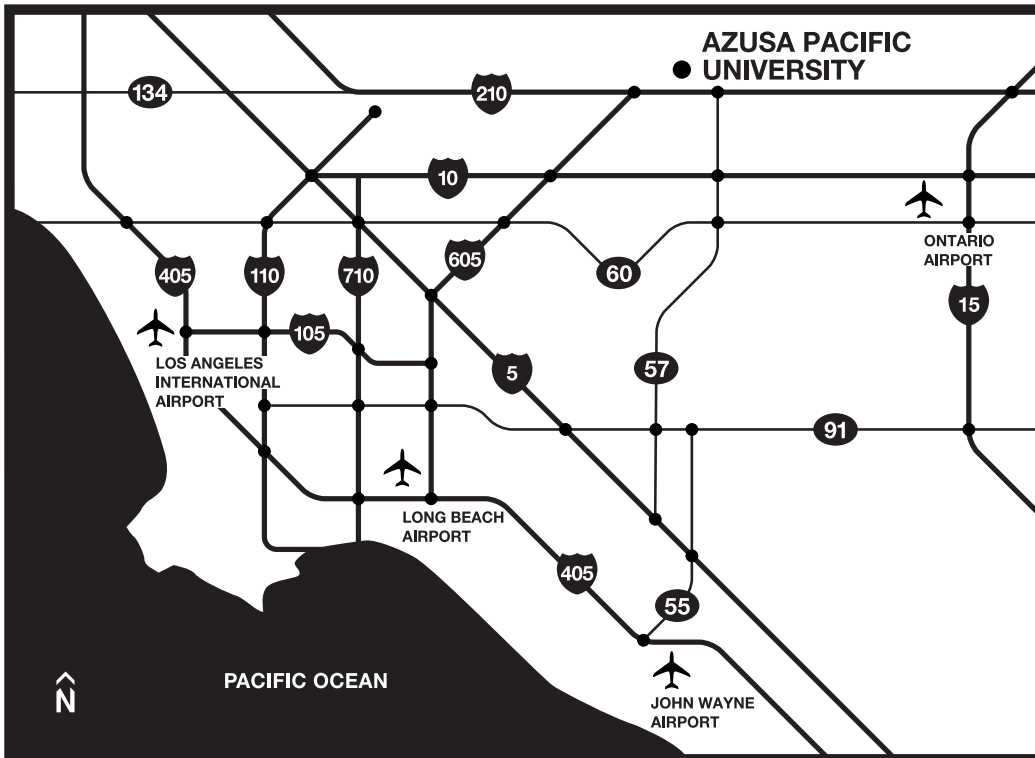 AZUSA PACIFIC
UNIVERSITY
134
210
10
ONTARIO
AIRPORT
405
110
710
605
60
15
105
LOS ANGELES
INTERNATIONAL
AIRPORT
5
57
91
LONG BEACH
AIRPORT
405
55
PACIFIC OCEAN
N
JOHN WAYNE
AIRPORT